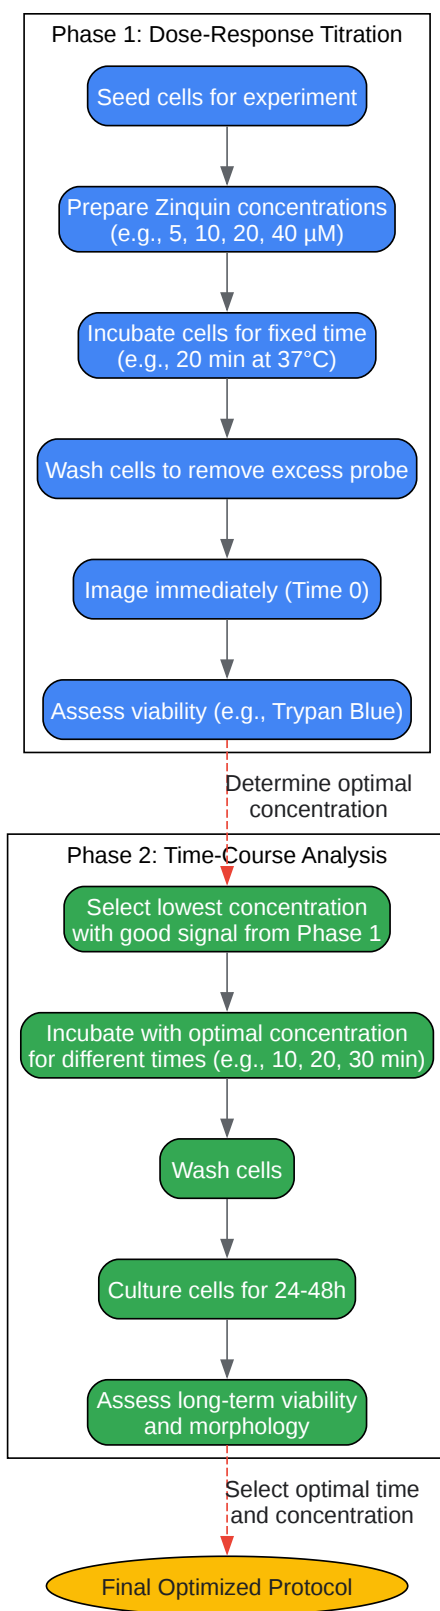 Phase 1: Dose-Response Titration
Seed cells for experiment
Prepare Zinquin concentrations
(e.g., 5, 10, 20, 40 µM)
Incubate cells for fixed time
(e.g., 20 min at 37°C)
Wash cells to remove excess probe
Image immediately (Time 0)
Assess viability (e.g., Trypan Blue)
Determine optimal
concentration
Phase 2: Time-Course Analysis
Select lowest concentration
with good signal from Phase 1
Incubate with optimal concentration
for different times (e.g., 10, 20, 30 min)
Wash cells
Culture cells for 24-48h
Assess long-term viability
and morphology
Select optimal time
and concentration
Final Optimized Protocol